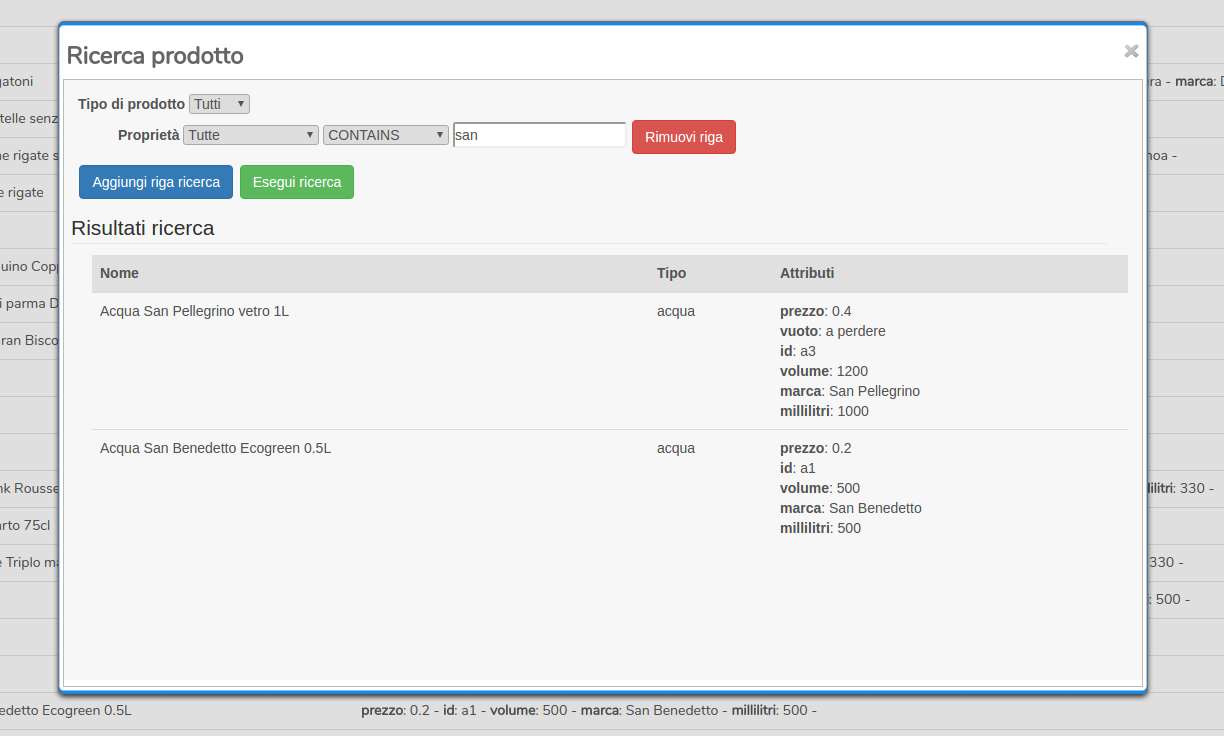 Ricerca prodotto
×
gatoni
ra - marca: D
telle senz
ne rigate s
noa -
e rigate
uino Copp
i parma D
ran Bisco
nk Rousse
llilitri: 330 -
arto 75cl
e Triplo ma
330 -
: 500 -
Tipo di prodotto Tutti
Proprietà Tutte CONTAINS san Rimuovi riga
Aggiungi riga ricerca Esegui ricerca
Risultati ricerca
Nome Tipo Attributi
Acqua San Pellegrino vetro 1L acqua prezzo: 0.4
vuoto: a perdere
id: a3
volume: 1200
marca: San Pellegrino
millilitri: 1000
Acqua San Benedetto Ecogreen 0.5L acqua prezzo: 0.2
id: a1
volume: 500
marca: San Benedetto
millilitri: 500
edetto Ecogreen 0.5L prezzo: 0.2 - id: a1 - volume: 500 - marca: San Benedetto - millilitri: 500 -